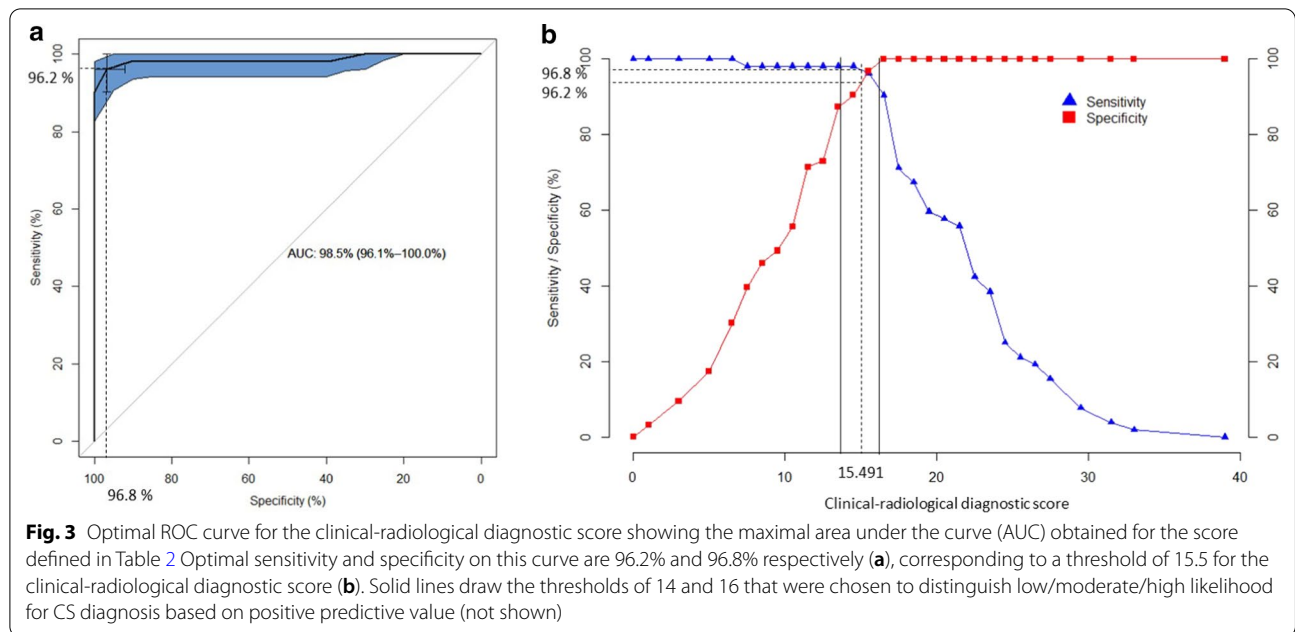 a
100
96.2 %
80
60
40
20
0
Sensitivity (%)
AUC: 98.5% (96.1%–100.0%)
100 80 60 40 20 0
96.8 %
Specificity (%)
b
100
96.8 %
96.2 %
80
60
40
20
0
Sensitivity / Specificity (%)
Sensitivity
Specificity
100
80
60
40
20
0
0 10 15.491 20 30 40
Clinical-radiological diagnostic score
Fig. 3 Optimal ROC curve for the clinical-radiological diagnostic score showing the maximal area under the curve (AUC) obtained for the score
defined in Table 2 Optimal sensitivity and specificity on this curve are 96.2% and 96.8% respectively (a), corresponding to a threshold of 15.5 for the
clinical-radiological diagnostic score (b). Solid lines draw the thresholds of 14 and 16 that were chosen to distinguish low/moderate/high likelihood
for CS diagnosis based on positive predictive value (not shown)